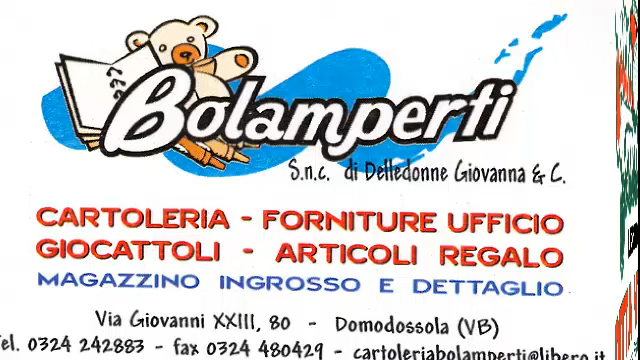 Bolamperti
S.n.c. di Delledonne Giovanna & C.
CARTOLERIA - FORNITURE UFFICIO
GIOCATTOLI - ARTICOLI REGALO
MAGAZZINO INGROSSO E DETTAGLIO
Via Giovanni XXIII, 80 - Domodossola (VB)
el. 0324 242883 - fax 0324 480429 - cartoleriabolamperti@libero.it